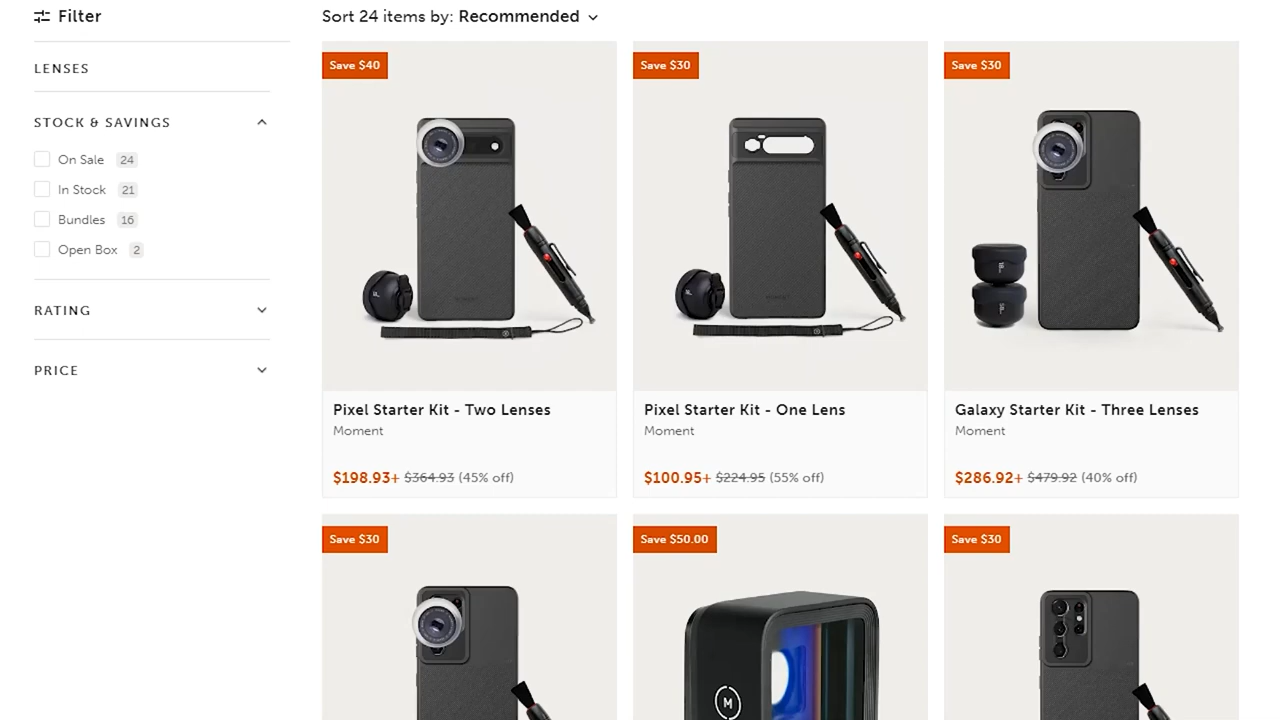 Filter
Sort 24 items by: Recommended
LENSES
STOCK & SAVINGS
On Sale 24
In Stock 21
Bundles 16
Open Box 2
RATING
PRICE
Save $40
Pixel Starter Kit - Two Lenses
Moment
$198.93+ $364.93 (45% off)
Save $30
Pixel Starter Kit - One Lens
Moment
$100.95+ $224.95 (55% off)
Save $30
Galaxy Starter Kit - Three Lenses
Moment
$286.92+ $479.92 (40% off)
Save $30
Save $50.00
M
Save $30